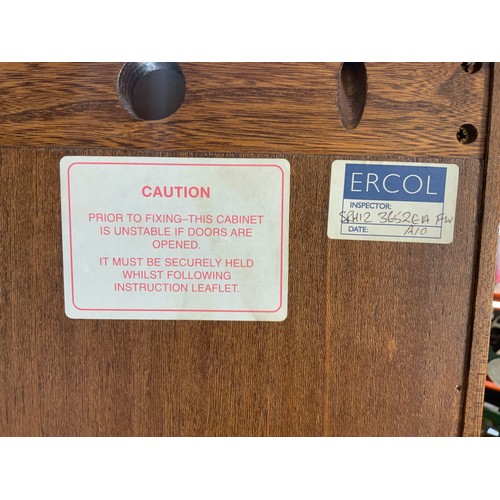 CAUTION
PRIOR TO FIXING–THIS CABINET
IS UNSTABLE IF DOORS ARE
OPENED.
IT MUST BE SECURELY HELD
WHILST FOLLOWING
INSTRUCTION LEAFLET.
ERCOL
INSPECTOR:
DATE: A10